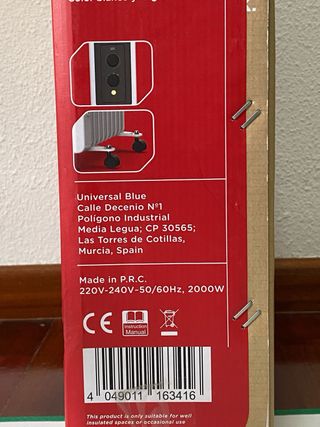 Universal Blue
Calle Decenio Nº1
Polígono Industrial
Media Legua; CP 30565;
Las Torres de Cotillas,
Murcia, Spain
Made in P.R.C.
220V-240V-50/60Hz, 2000W
CE
Instruction
Manual
4 049011 163416
This product is only suitable for well
insulated spaces or occasional use